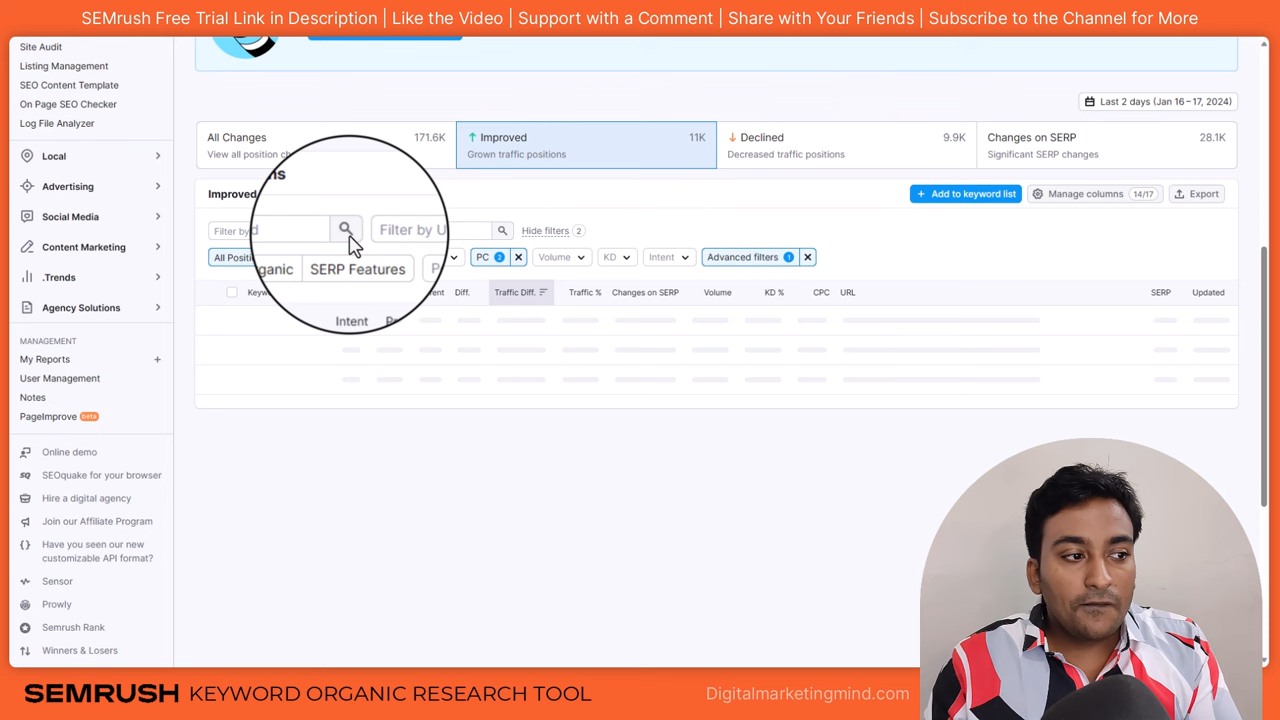 SEMrush Free Trial Link in Description | Like the Video | Support with a Comment | Share with Your Friends | Subscribe to the Channel for More
Site Audit
Listing Management
SEO Content Template
On Page SEO Checker
Log File Analyzer
Local
Advertising
Social Media
Content Marketing
.Trends
Agency Solutions
MANAGEMENT
My Reports +
User Management
Notes
PageImprove beta
Online demo
SEOquake for your browser
Hire a digital agency
Join our Affiliate Program
Have you seen our new
customizable API format?
Sensor
Prowly
Semrush Rank
Winners & Losers
Last 2 days (Jan 16 – 17, 2024)
All Changes 171.6K
View all position
Improved 11K
Grown traffic positions
Declined 9.9K
Decreased traffic positions
Changes on SERP 28.1K
Significant SERP changes
Improved
+ Add to keyword list
Manage columns 14/17
Export
Filter by
Filter by U
Hide filters 2
SERP Features
PC 2
Volume
KD
Intent
Advanced filters 1
Intent
Diff.
Traffic Diff.
Traffic %
Changes on SERP
Volume
KD %
CPC
URL
SERP
Updated
SEMRUSH KEYWORD ORGANIC RESEARCH TOOL
Digitalmarketingmind.com